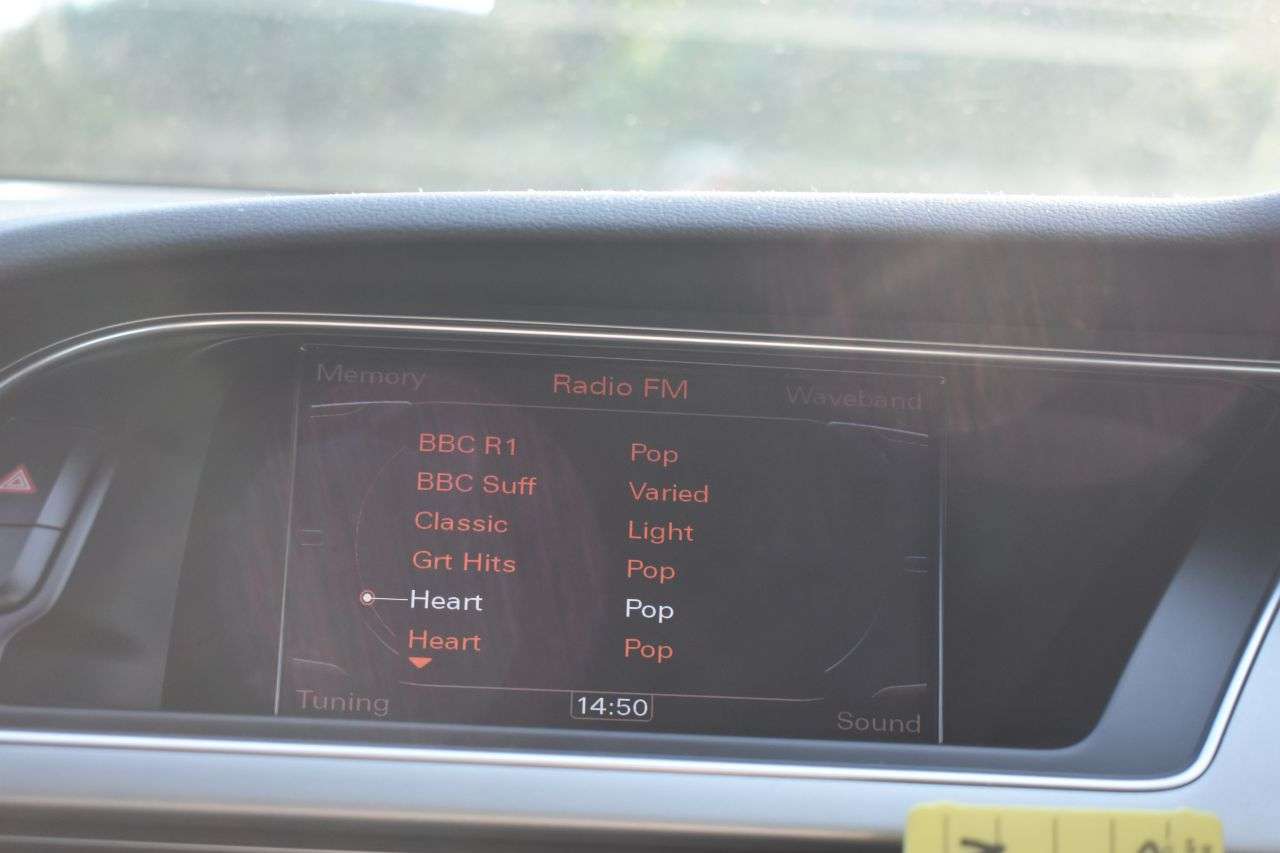 Memory Radio FM Waveband
BBC R1 Pop
BBC Suff Varied
Classic Light
Grt Hits Pop
Heart Pop
Heart Pop
Tuning 14:50 Sound